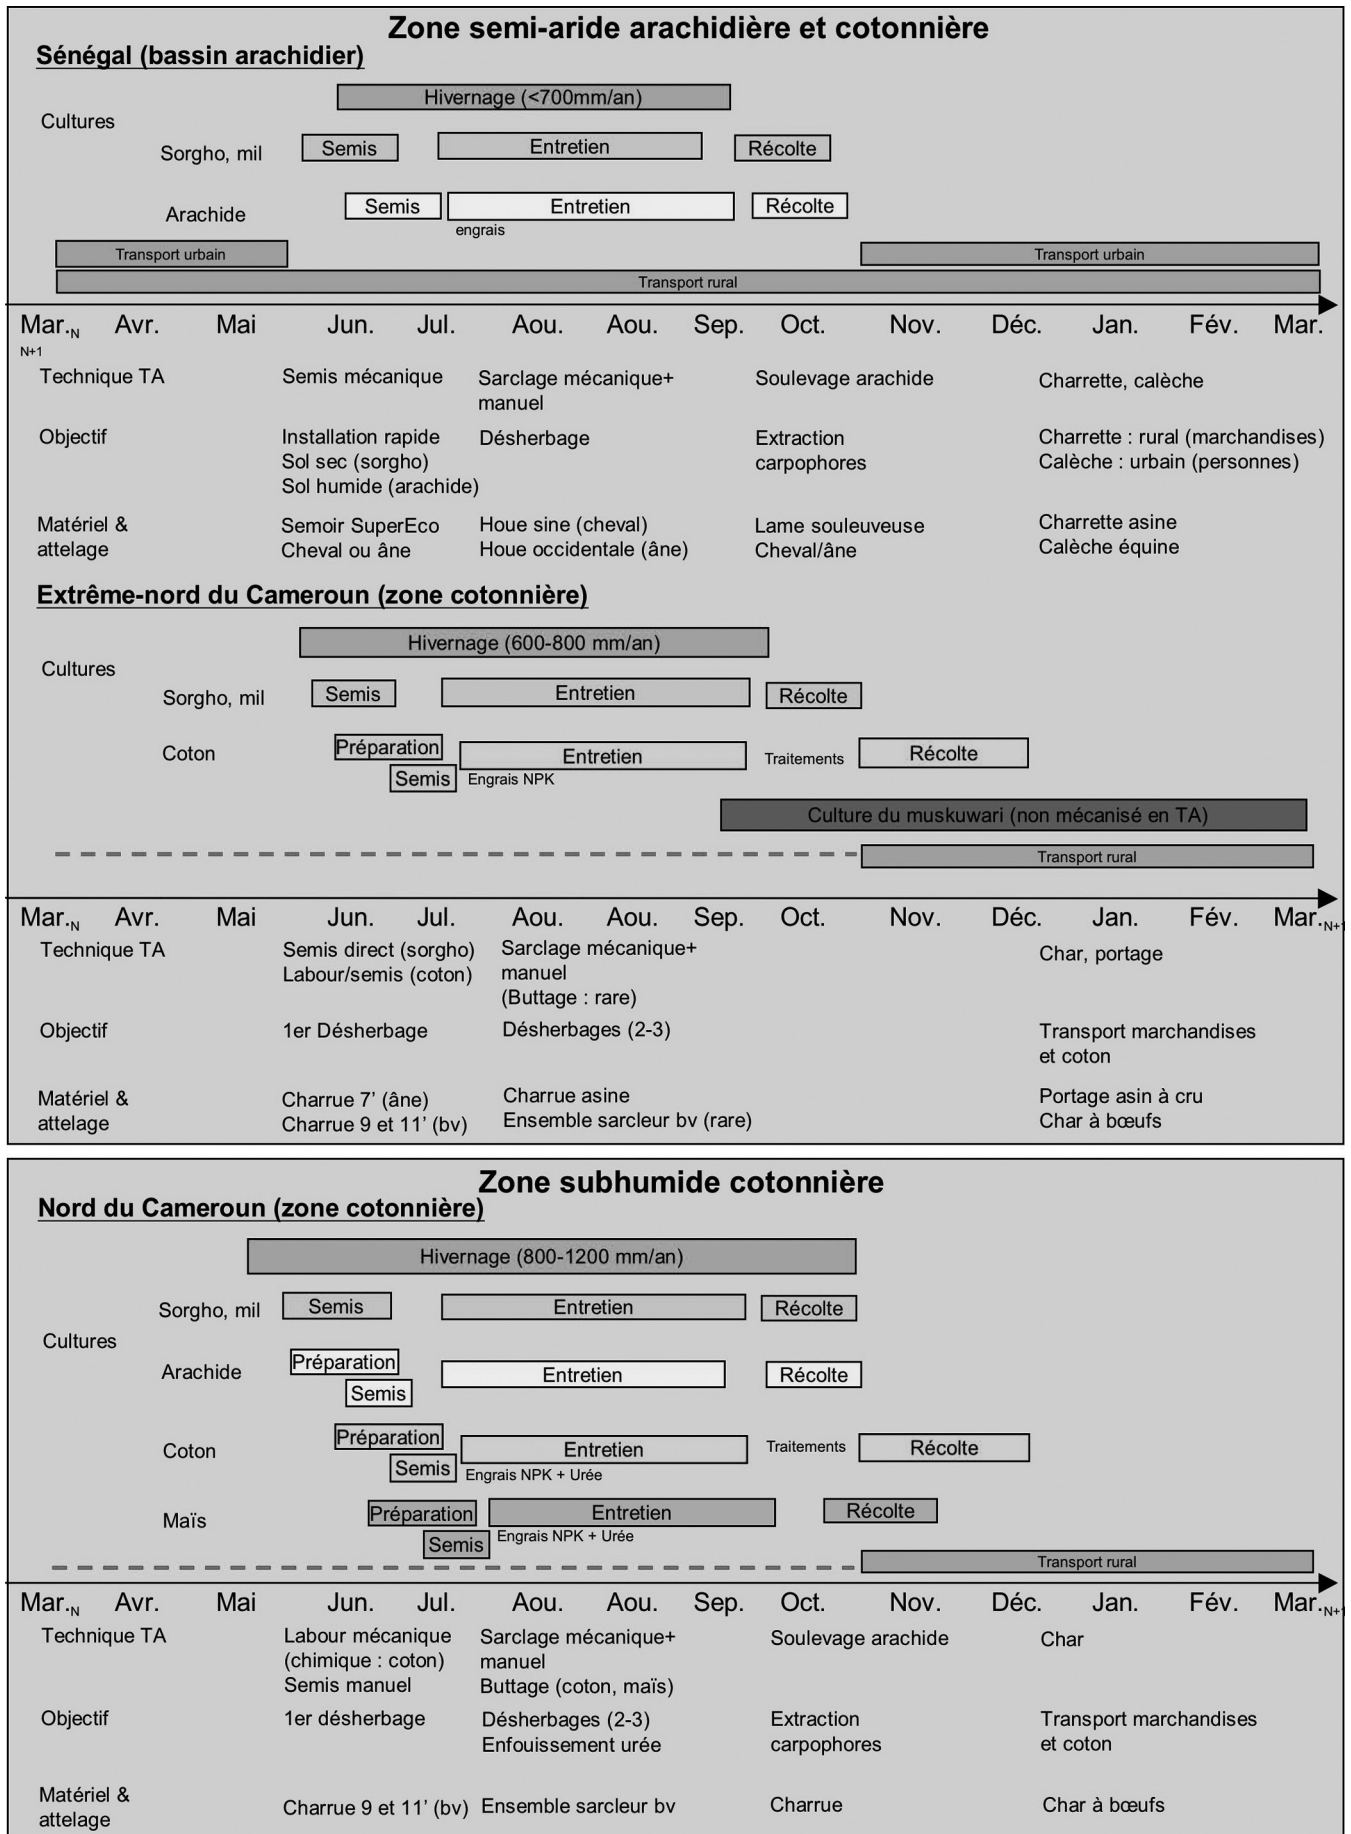 Zone semi-aride arachidière et cotonnière
Sénégal (bassin arachidier)
Hivernage (<700mm/an)
Cultures
Sorgho, mil
Semis
Entretien
Récolte
Arachide
Semis
Entretien
Récolte
engrais
Transport urbain
Transport urbain
Transport rural
Mar.N Avr. Mai Jun. Jul. Aou. Aou. Sep. Oct. Nov. Déc. Jan. Fév. Mar.
N+1
Technique TA
Semis mécanique
Sarclage mécanique+
manuel
Soulevage arachide
Charrette, calèche
Objectif
Installation rapide
Sol sec (sorgho)
Sol humide (arachide)
Désherbage
Extraction
carpophores
Charrette : rural (marchandises)
Calèche : urbain (personnes)
Matériel &
attelage
Semoir SuperEco
Cheval ou âne
Houe sine (cheval)
Houe occidentale (âne)
Lame souleuveuse
Cheval/âne
Charrette asine
Calèche équine
Extrême-nord du Cameroun (zone cotonnière)
Hivernage (600-800 mm/an)
Cultures
Sorgho, mil
Semis
Entretien
Récolte
Coton
Préparation
Semis
Entretien
Engrais NPK
Traitements
Récolte
Culture du muskuwari (non mécanisé en TA)
Transport rural
Mar.N Avr. Mai Jun. Jul. Aou. Aou. Sep. Oct. Nov. Déc. Jan. Fév. Mar.N+1
Technique TA
Semis direct (sorgho)
Labour/semis (coton)
Sarclage mécanique+
manuel
(Buttage : rare)
Char, portage
Objectif
1er Désherbage
Désherbages (2-3)
Transport marchandises
et coton
Matériel &
attelage
Charrue 7’ (âne)
Charrue 9 et 11’ (bv)
Charrue asine
Ensemble sarcleur bv (rare)
Portage asin à cru
Char à bœufs
Zone subhumide cotonnière
Nord du Cameroun (zone cotonnière)
Hivernage (800-1200 mm/an)
Sorgho, mil
Semis
Entretien
Récolte
Cultures
Arachide
Préparation
Semis
Entretien
Récolte
Coton
Préparation
Semis
Entretien
Engrais NPK + Urée
Traitements
Récolte
Maïs
Préparation
Semis
Entretien
Engrais NPK + Urée
Récolte
Transport rural
Mar.N Avr. Mai Jun. Jul. Aou. Aou. Sep. Oct. Nov. Déc. Jan. Fév. Mar.N+1
Technique TA
Labour mécanique
(chimique : coton)
Semis manuel
Sarclage mécanique+
manuel
Buttage (coton, maïs)
Soulevage arachide
Char
Objectif
1er désherbage
Désherbages (2-3)
Enfouissement urée
Extraction
carpophores
Transport marchandises
et coton
Matériel &
attelage
Charrue 9 et 11’ (bv)
Ensemble sarcleur bv
Charrue
Char à bœufs